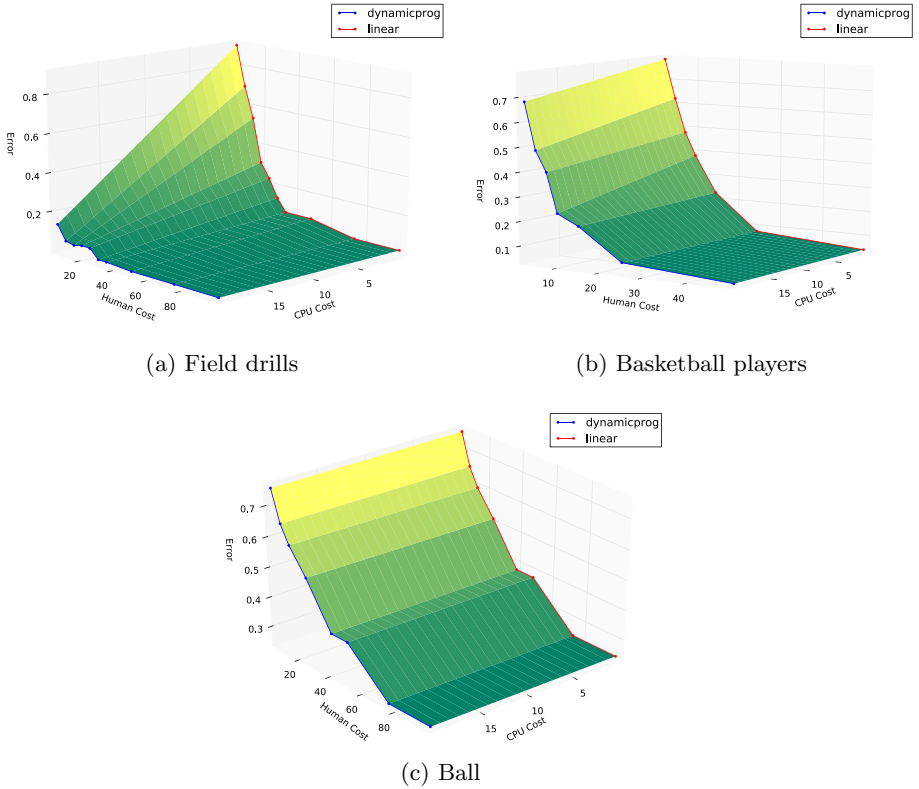 dynamicprog
linear
0.8
0.6
0.4
0.2
Error
20
40
60
80
Human Cost
15
10
5
CPU Cost
(a) Field drills
dynamicprog
linear
0.7
0.6
0.5
0.4
0.3
0.2
0.1
Error
10
20
30
40
Human Cost
15
10
5
CPU Cost
(b) Basketball players
dynamicprog
linear
0.7
0.6
0.5
0.4
0.3
Error
20
40
60
80
Human Cost
15
10
5
CPU Cost
(c) Ball